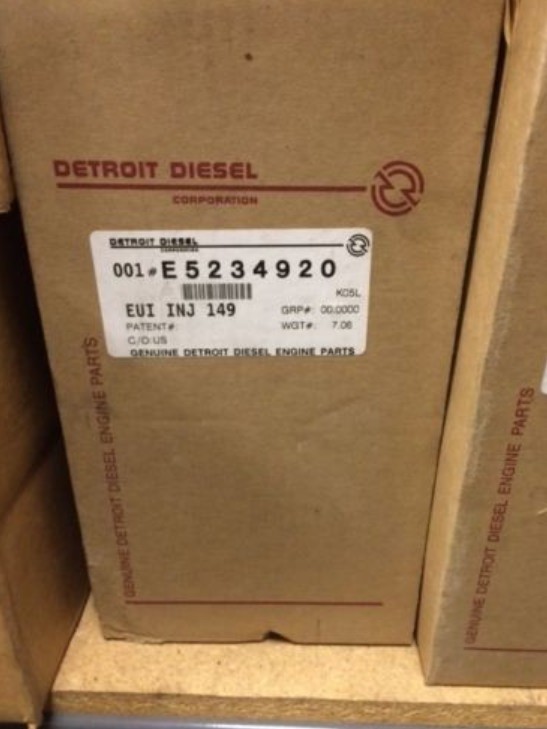 DETROIT DIESEL
CORPORATION
DETROIT DIESEL
CORPORATION
001 # E5234920
K05L
EUI INJ 149
GRP#: 00.0000
PATENT#:
WGT#: 7.06
C/O:US
GENUINE DETROIT DIESEL ENGINE PARTS
GENUINE DETROIT DIESEL ENGINE PARTS
GENUINE DETROIT DIESEL ENGINE PARTS